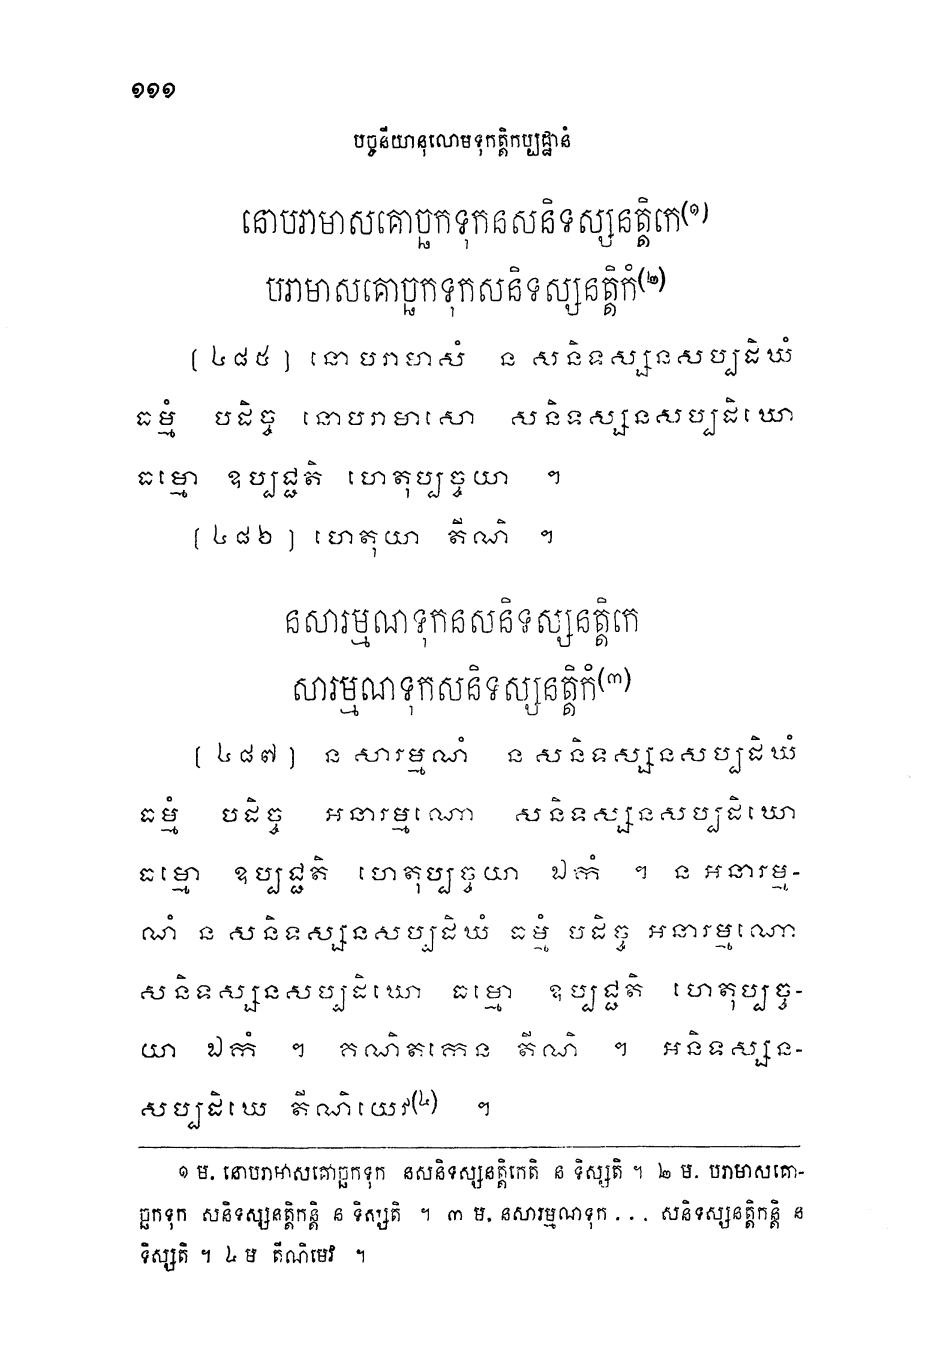 ១១១
បច្ចនីយានុលោមទុកត្តិកប្បដ្ឋានំ
នោបរាមាសគោច្ឆកទុកនសនិទស្សនត្តិកេ(១)
បរាមាសគោច្ឆកទុកសនិទស្សនត្តិកំ(២)
[៤៨៥] នោ បរាមាសំ ន សនិទស្សនសប្បដិឃំ
ធម្មំ បដិច្ច នោបរាមាសោ សនិទស្សនសប្បដិឃោ
ធម្មោ ឧប្បជ្ជតិ ហេតុប្បច្ចយា ។
[៤៨៦] ហេតុយា តីណិ ។
នសារម្មណទុកនសនិទស្សនត្តិកេ
សារម្មណទុកសនិទស្សនត្តិកំ(៣)
[៤៨៧] ន សារម្មណំ ន សនិទស្សនសប្បដិឃំ
ធម្មំ បដិច្ច អនារម្មណោ សនិទស្សនសប្បដិឃោ
ធម្មោ ឧប្បជ្ជតិ ហេតុប្បច្ចយា ឯកំ ។ ន អនារម្ម-
ណំ ន សនិទស្សនសប្បដិឃំ ធម្មំ បដិច្ច អនារម្មណោ
សនិទស្សនសប្បដិឃោ ធម្មោ ឧប្បជ្ជតិ ហេតុប្បច្ច-
យា ឯកំ ។ គណិតកេន តីណិ ។ អនិទស្សន-
សប្បដិឃេ តីណិយេវ(៤) ។
១ ម. នោបរាមាសគោច្ឆកទុក នសនិទស្សនត្តិកេតិ ន ទិស្សតិ ។ ២ ម. បរាមាសគោ-
ច្ឆកទុក សនិទស្សនត្តិកន្តិ ន ទិស្សតិ ។ ៣ ម. នសារម្មណទុក... សនិទស្សនត្តិកន្តិ ន
ទិស្សតិ ។ ៤ ម តីណិមេវ ។